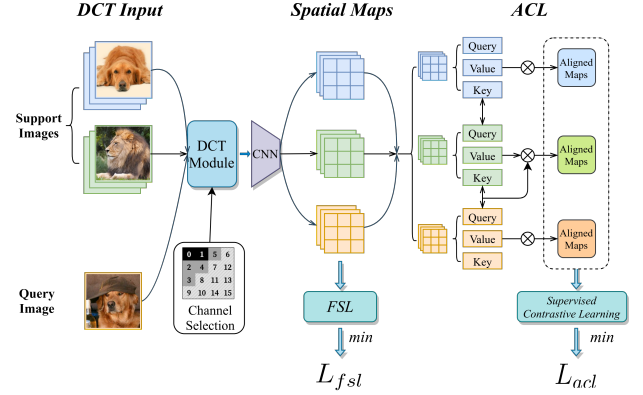 DCT Input
Spatial Maps
ACL
Support
Images
Query
Image
DCT
Module
CNN
0 1 5 6
2 4 7 12
3 8 11 13
9 10 14 15
Channel
Selection
FSL
min
L_fsl
Query
Value
Key
Query
Value
Key
Query
Value
Key
Aligned
Maps
Aligned
Maps
Aligned
Maps
Supervised
Contrastive Learning
min
L_acl